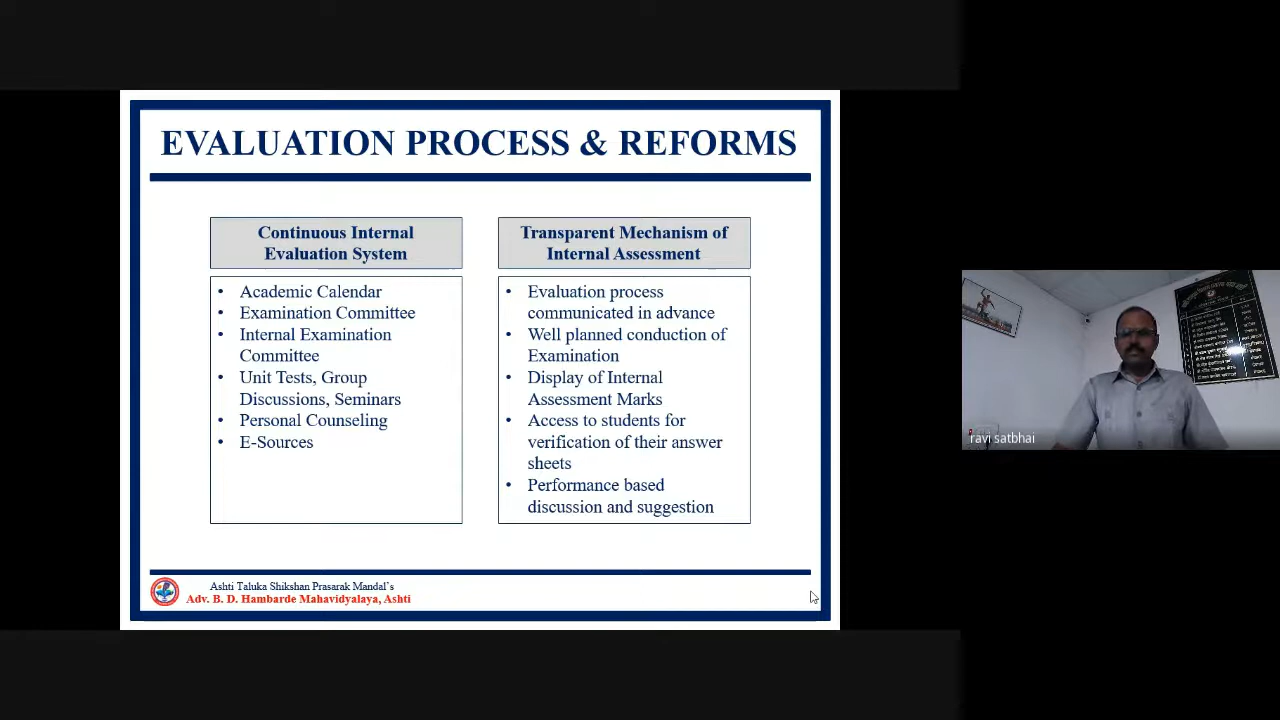 EVALUATION PROCESS & REFORMS
Continuous Internal
Evaluation System
• Academic Calendar
• Examination Committee
• Internal Examination
Committee
• Unit Tests, Group
Discussions, Seminars
• Personal Counseling
• E-Sources
Transparent Mechanism of
Internal Assessment
• Evaluation process
communicated in advance
• Well planned conduction of
Examination
• Display of Internal
Assessment Marks
• Access to students for
verification of their answer
sheets
• Performance based
discussion and suggestion
Ashti Taluka Shikshan Prasarak Mandal's
Adv. B. D. Hambarde Mahavidyalaya, Ashti
ravi satbhai